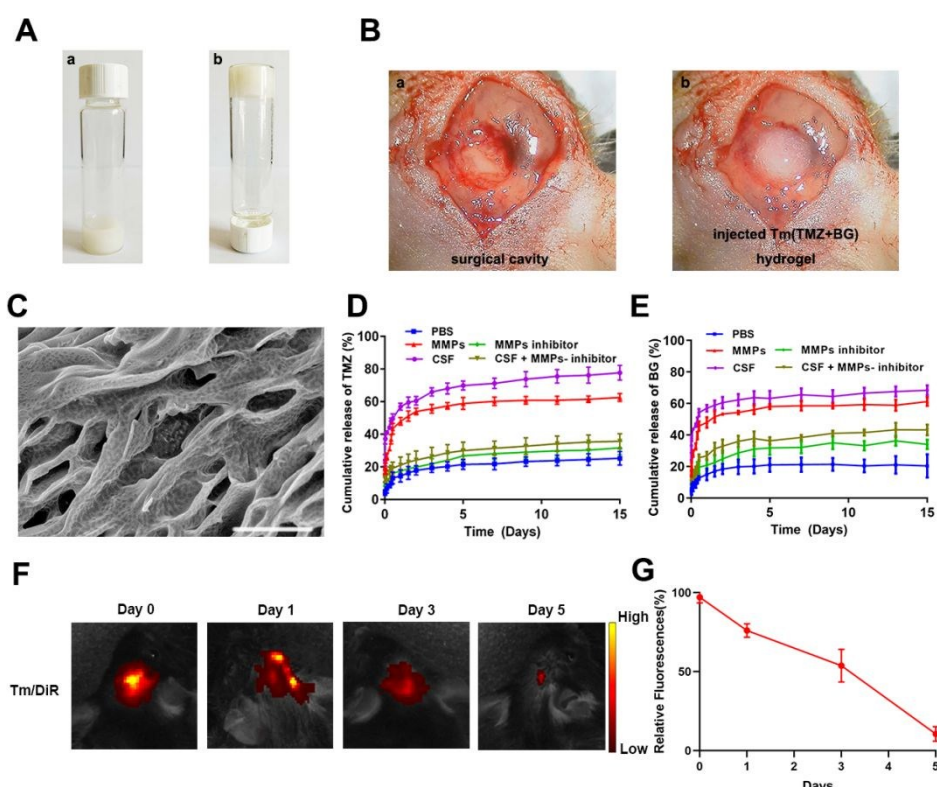 A
a
b
B
a
surgical cavity
b
injected Tm(TMZ+BG)
hydrogel
C
D
Cumulative release of TMZ (%)
100
80
60
40
20
0
PBS
MMPs
MMPs inhibitor
CSF
CSF + MMPs- inhibitor
0
5
10
15
Time (Days)
E
Cumulative release of BG (%)
100
80
60
40
20
0
PBS
MMPs
MMPs inhibitor
CSF
CSF + MMPs- inhibitor
0
5
10
15
Time (Days)
F
Day 0
Day 1
Day 3
Day 5
Tm/DiR
High
Low
G
Relative Fluorescences(%)
100
50
0
0
1
2
3
4
5
Days